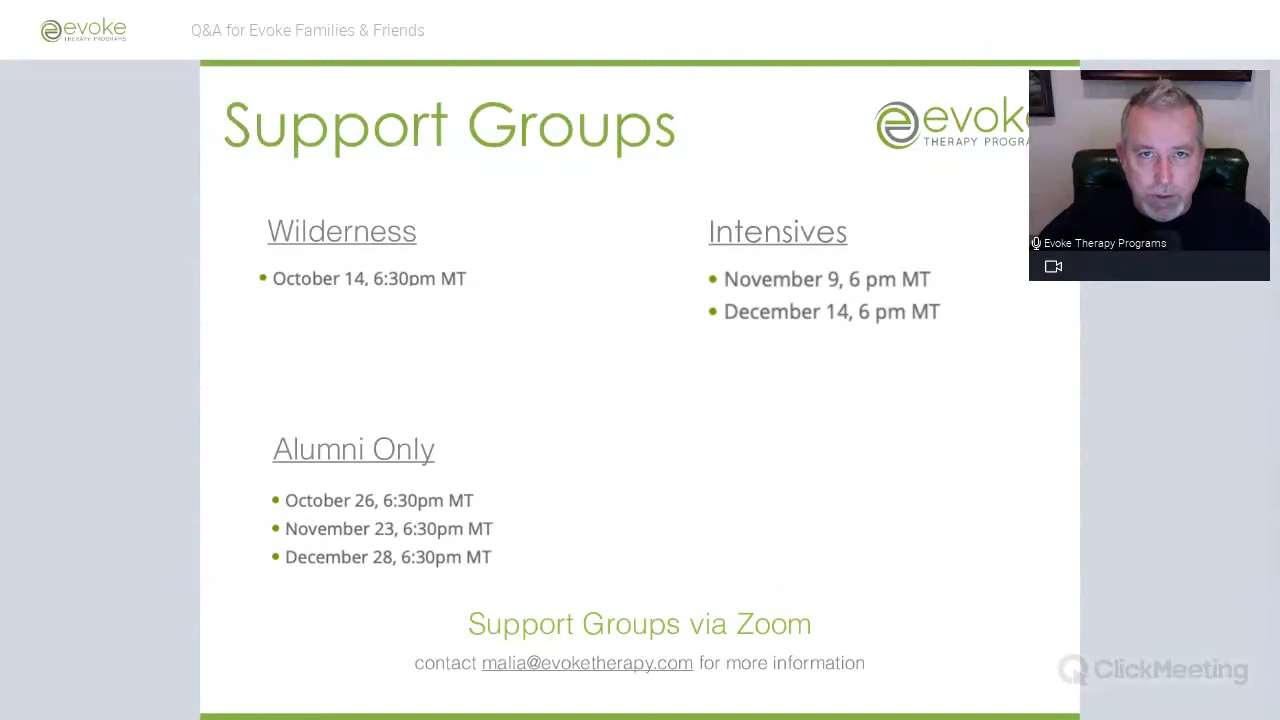 evoke
THERAPY PROGRAMS
Q&A for Evoke Families & Friends
Support Groups
evoke
THERAPY PROGRA
Wilderness
• October 14, 6:30pm MT
Intensives
• November 9, 6 pm MT
• December 14, 6 pm MT
Evoke Therapy Programs
Alumni Only
• October 26, 6:30pm MT
• November 23, 6:30pm MT
• December 28, 6:30pm MT
Support Groups via Zoom
contact malia@evoketherapy.com for more information
ClickMeeting